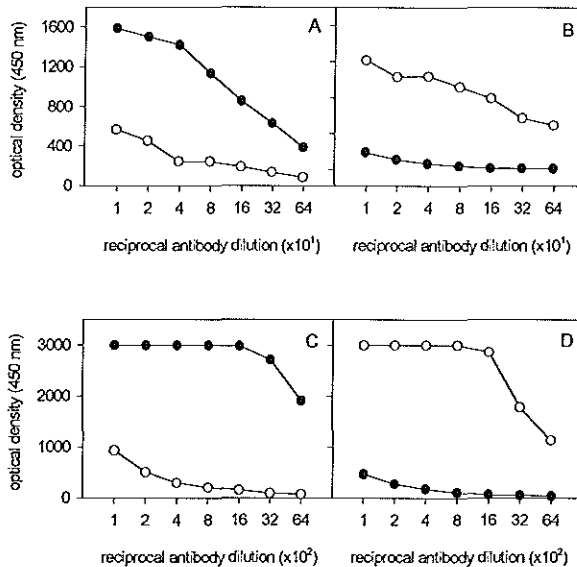 A
B
optical density (450 nm)
1600
1200
800
400
0
1 2 4 8 16 32 64
1 2 4 8 16 32 64
reciprocal antibody dilution (x10¹)
reciprocal antibody dilution (x10¹)
C
D
optical density (450 nm)
3000
2000
1000
0
1 2 4 8 16 32 64
1 2 4 8 16 32 64
reciprocal antibody dilution (x10²)
reciprocal antibody dilution (x10²)